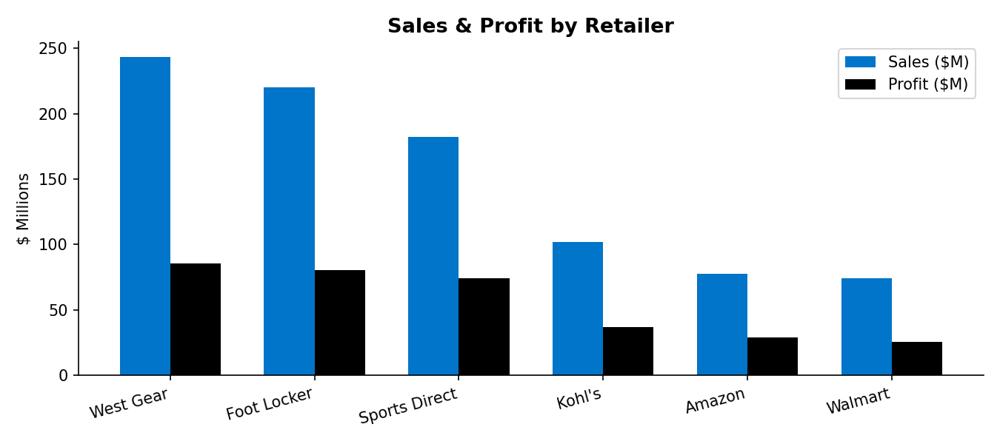 Sales & Profit by Retailer
Sales ($M)
Profit ($M)
$ Millions
250
200
150
100
50
0
West Gear
Foot Locker
Sports Direct
Kohl's
Amazon
Walmart